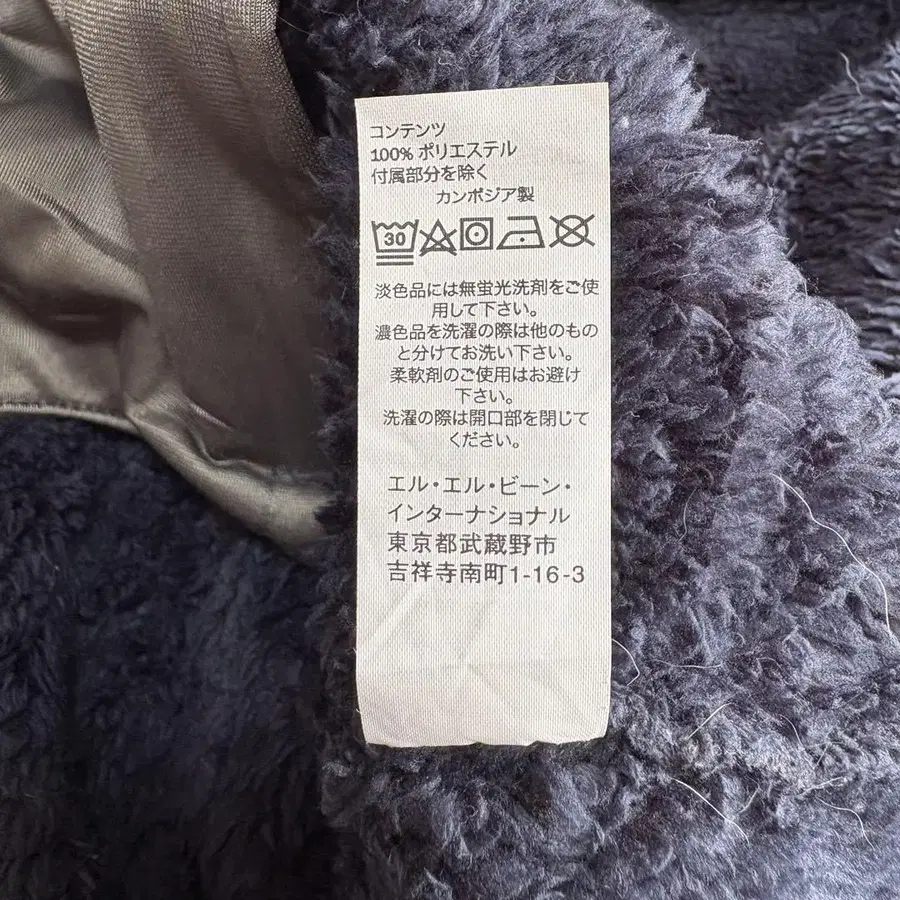 コンテンツ
100% ポリエステル
付属部分を除く
カンボジア製
30
淡色品には無蛍光洗剤をご使
用して下さい。
濃色品を洗濯の際は他のもの
と分けてお洗い下さい。
柔軟剤のご使用はお避け
下さい。
洗濯の際は開口部を閉じて
ください。
エル・エル・ビーン・
インターナショナル
東京都武蔵野市
吉祥寺南町1-16-3